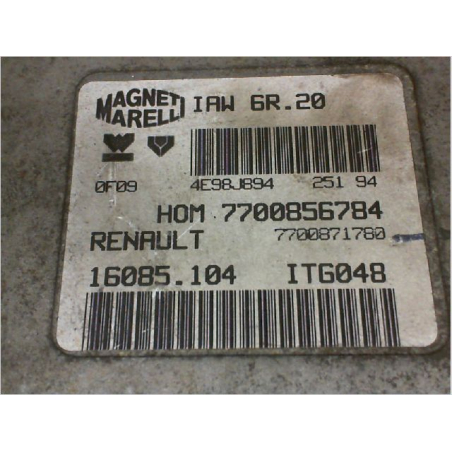 MAGNETI MARELLI IAW 6R.20
0F09 4E98J894 251 94
HOM 7700856784
RENAULT 7700871780
16085.104 ITG048